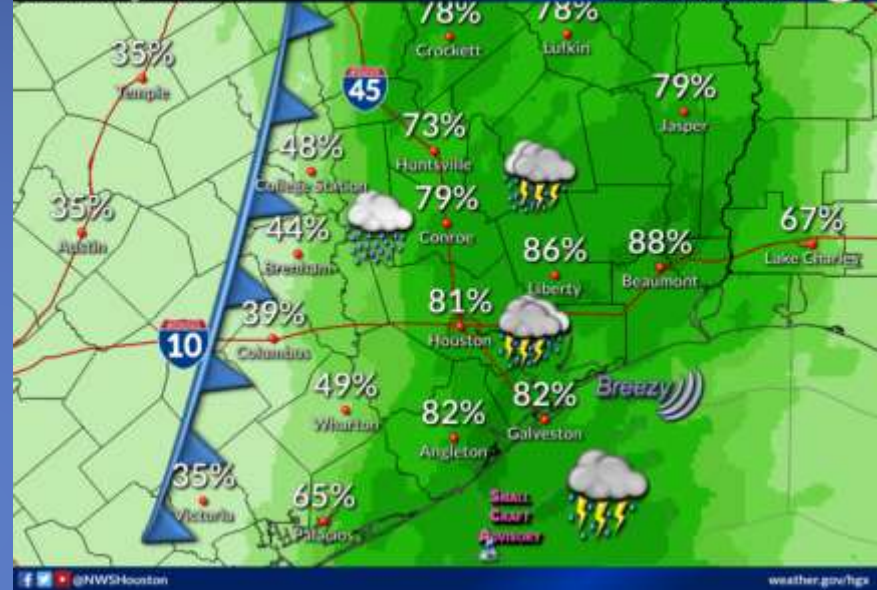 78%
Crockett
78%
Lufkin
35%
Temple
45
79%
Jasper
73%
Huntsville
48%
College Station
79%
Conroe
35%
Austin
44%
Brenham
67%
Lake Charles
86%
Liberty
88%
Beaumont
39%
Columbus
81%
Houston
10
49%
Wharton
82%
Angleton
82%
Galveston
Breezy
35%
Victoria
65%
Palacios
Small
Craft
Advisory
@NWSHouston
weather.gov/hgx